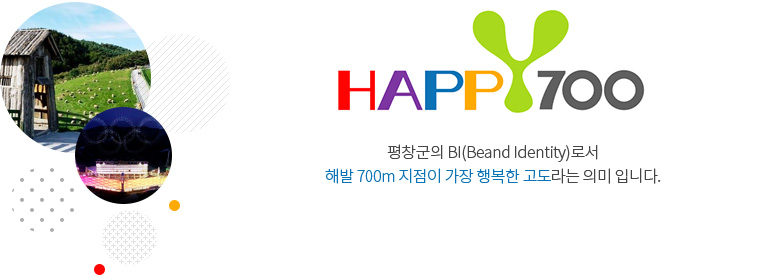 HAPPY700
평창군의 BI(Beand Identity)로서
해발 700m 지점이 가장 행복한 고도라는 의미 입니다.